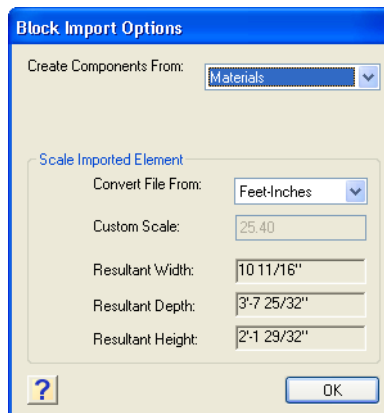 Block Import Options
Create Components From: Materials
Scale Imported Element
Convert File From: Feet-Inches
Custom Scale: 25.40
Resultant Width: 10 11/16"
Resultant Depth: 3'-7 25/32"
Resultant Height: 2'-1 29/32"
? OK